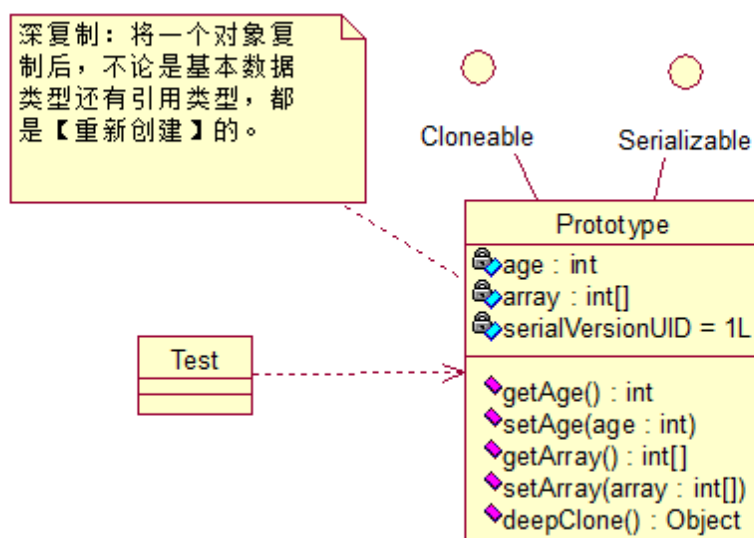 深复制：将一个对象复
制后，不论是基本数据
类型还有引用类型，都
是【重新创建】的。
Cloneable
Serializable
Prototype
age : int
array : int[]
serialVersionUID = 1L
Test
getAge() : int
setAge(age : int)
getArray() : int[]
setArray(array : int[])
deepClone() : Object